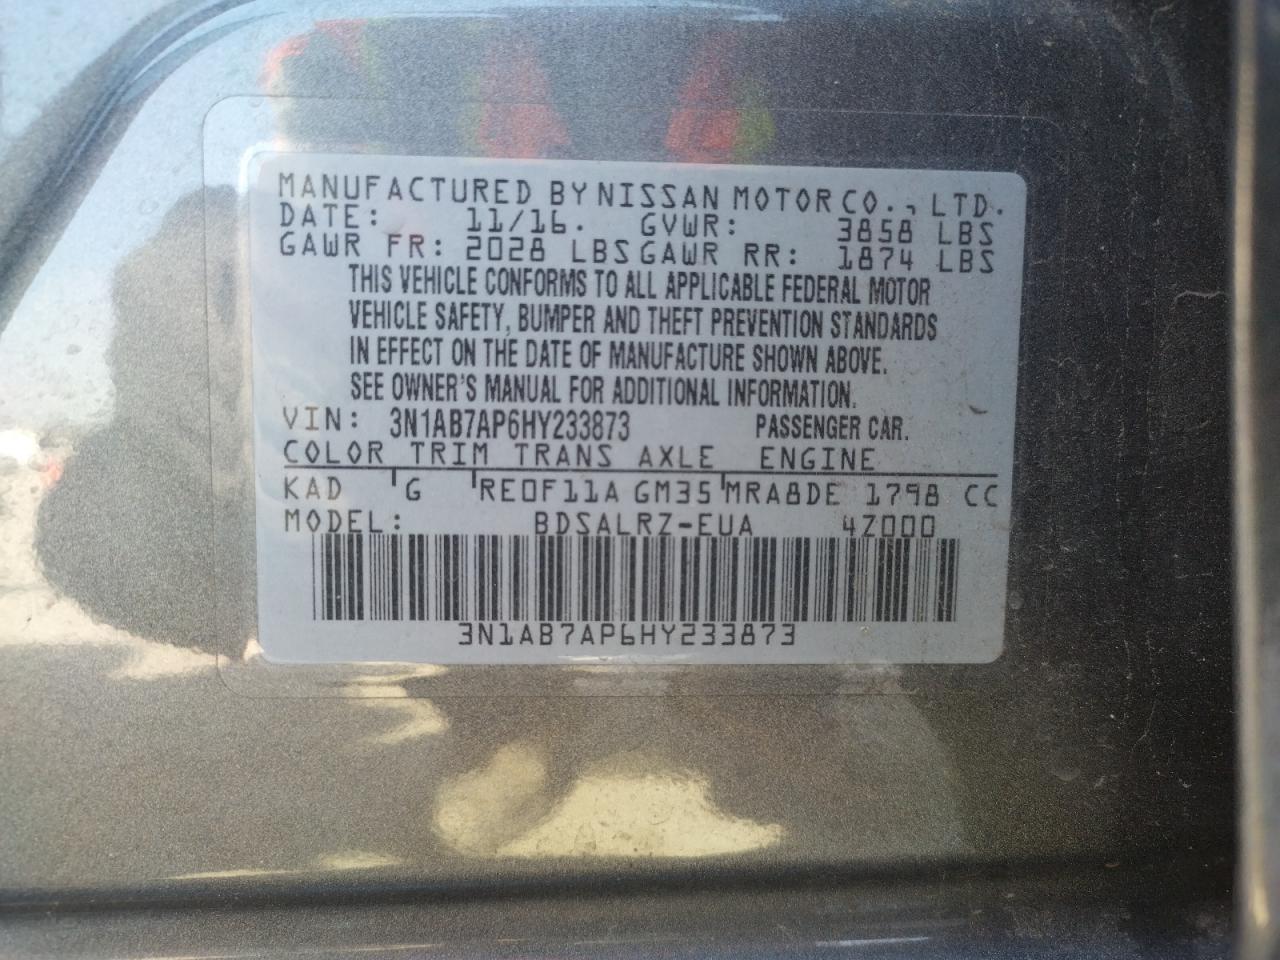 MANUFACTURED BY NISSAN MOTOR CO., LTD.
DATE: 11/16. GVWR: 3858 LBS
GAWR FR: 2028 LBS GAWR RR: 1874 LBS
THIS VEHICLE CONFORMS TO ALL APPLICABLE FEDERAL MOTOR
VEHICLE SAFETY, BUMPER AND THEFT PREVENTION STANDARDS
IN EFFECT ON THE DATE OF MANUFACTURE SHOWN ABOVE.
SEE OWNER'S MANUAL FOR ADDITIONAL INFORMATION.
VIN: 3N1AB7AP6HY233873 PASSENGER CAR.
COLOR TRIM TRANS AXLE ENGINE
KAD G RE0F11A GM35 MRA8DE 1798 CC
MODEL: BDSALRZ-EUA 4Z000
3N1AB7AP6HY233873